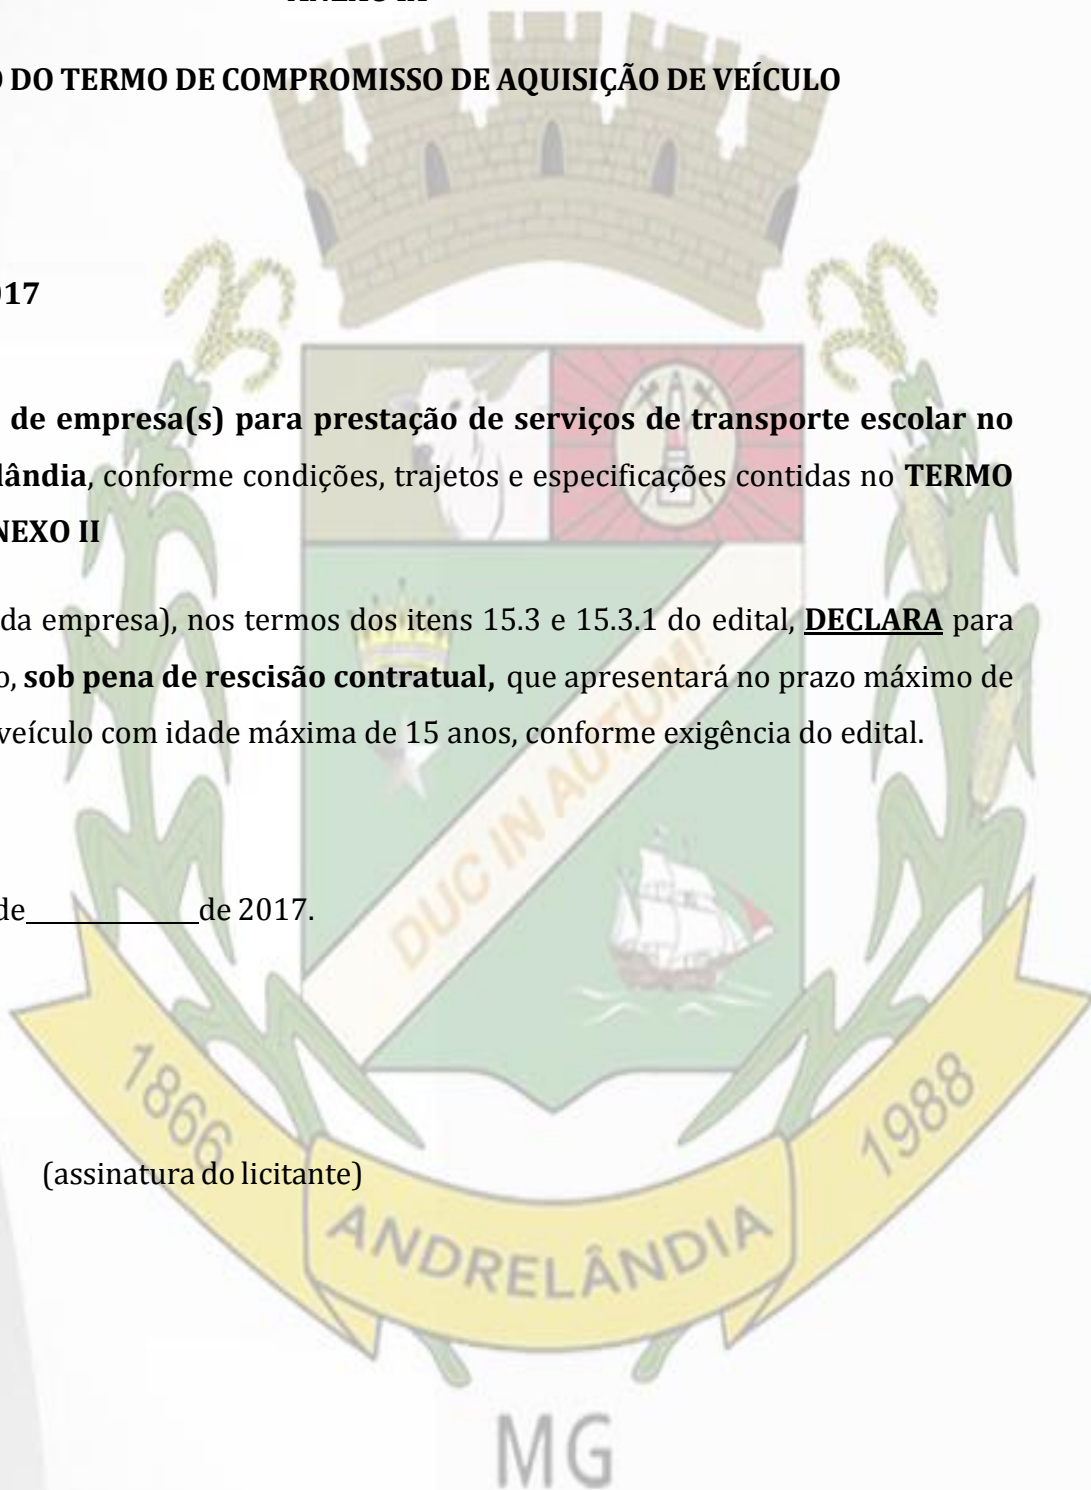 O DO TERMO DE COMPROMISSO DE AQUISIÇÃO DE VEÍCULO
017
de empresa(s) para prestação de serviços de transporte escolar no
lândia, conforme condições, trajetos e especificações contidas no TERMO
NEXO II
da empresa), nos termos dos itens 15.3 e 15.3.1 do edital, DECLARA para
o, sob pena de rescisão contratual, que apresentará no prazo máximo de
veículo com idade máxima de 15 anos, conforme exigência do edital.
DUC IN AUTUM!
de_____________de 2017.
1866
1988
(assinatura do licitante)
ANDRELÂNDIA
MG